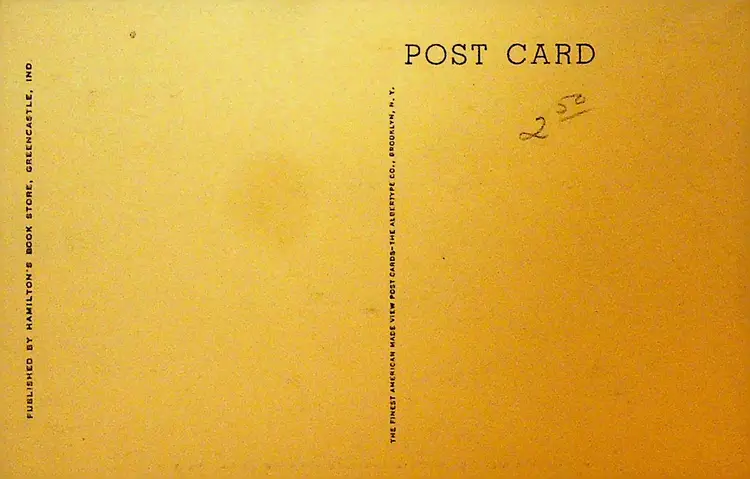 PUBLISHED BY HAMILTON'S BOOK STORE, GREENCASTLE, IND
POST CARD
2 50
THE FINEST AMERICAN MADE VIEW POST CARDS—THE ALBERTYPE CO., BROOKLYN, N. Y.